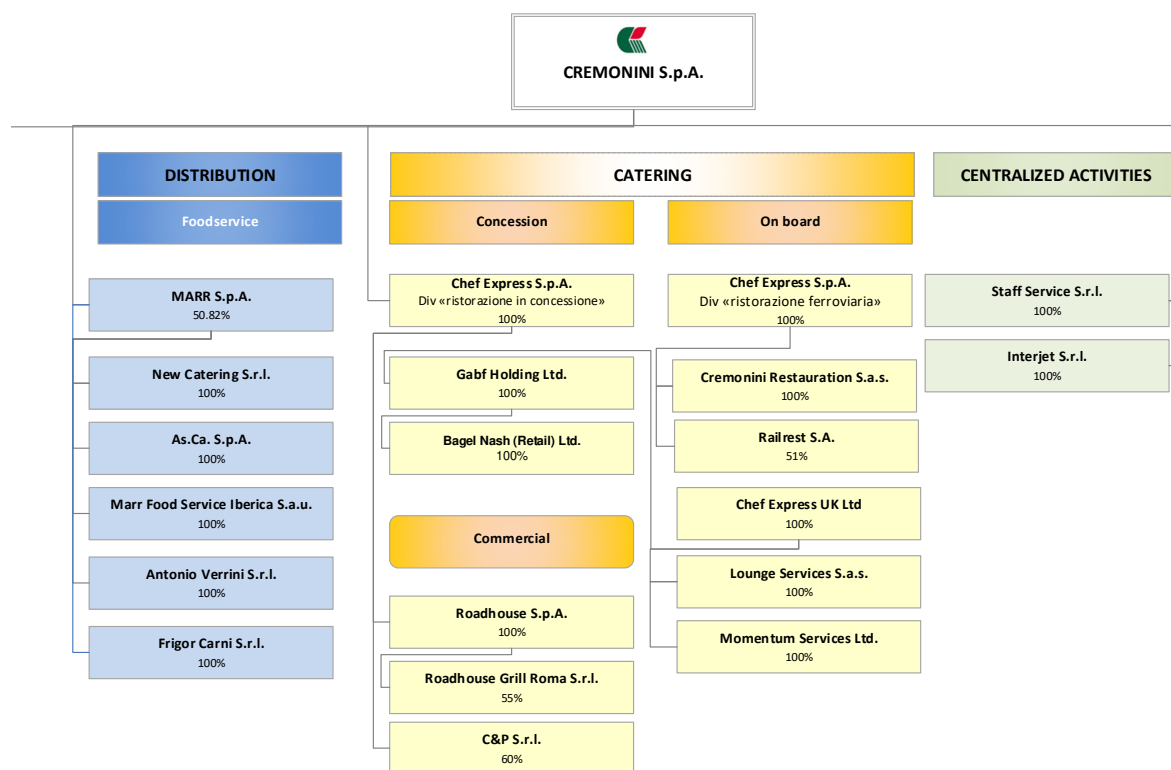 CREMONINI S.p.A.
DISTRIBUTION
Foodservice
MARR S.p.A.
50.82%
New Catering S.r.l.
100%
As.Ca. S.p.A.
100%
Marr Food Service Iberica S.a.u.
100%
Antonio Verrini S.r.l.
100%
Frigor Carni S.r.l.
100%
CATERING
Concession
Chef Express S.p.A.
Div «ristorazione in concessione»
100%
Gabf Holding Ltd.
100%
Bagel Nash (Retail) Ltd.
100%
Commercial
Roadhouse S.p.A.
100%
Roadhouse Grill Roma S.r.l.
55%
C&P S.r.l.
60%
On board
Chef Express S.p.A.
Div «ristorazione ferroviaria»
100%
Cremonini Restauration S.a.s.
100%
Railrest S.A.
51%
Chef Express UK Ltd
100%
Lounge Services S.a.s.
100%
Momentum Services Ltd.
100%
CENTRALIZED ACTIVITIES
Staff Service S.r.l.
100%
Interjet S.r.l.
100%